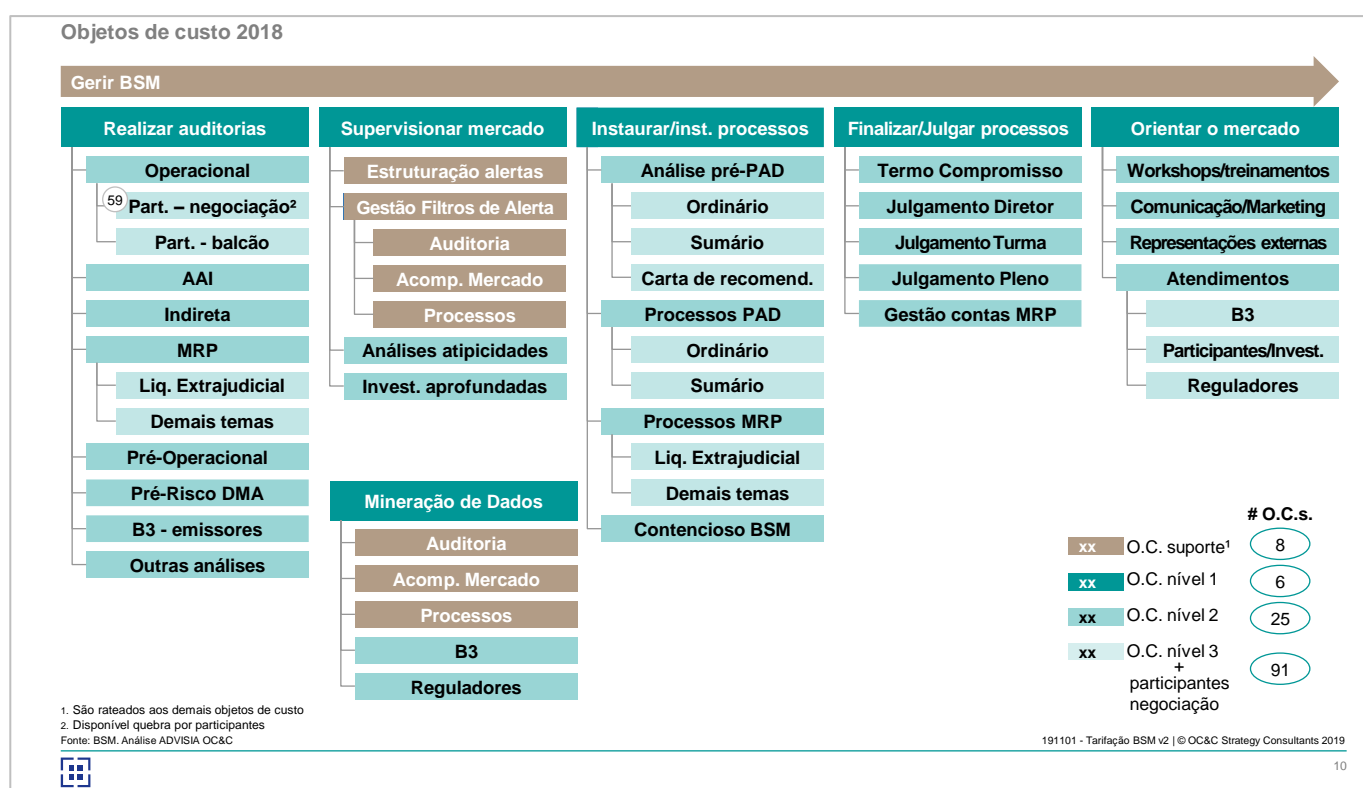 Objetos de custo 2018
Gerir BSM
Realizar auditorias
Operacional
59
Part. – negociação²
Part. - balcão
AAI
Indireta
MRP
Liq. Extrajudicial
Demais temas
Pré-Operacional
Pré-Risco DMA
B3 - emissores
Outras análises
Supervisionar mercado
Estruturação alertas
Gestão Filtros de Alerta
Auditoria
Acomp. Mercado
Processos
Análises atipicidades
Invest. aprofundadas
Mineração de Dados
Auditoria
Acomp. Mercado
Processos
B3
Reguladores
Instaurar/inst. processos
Análise pré-PAD
Ordinário
Sumário
Carta de recomend.
Processos PAD
Ordinário
Sumário
Processos MRP
Liq. Extrajudicial
Demais temas
Contencioso BSM
Finalizar/Julgar processos
Termo Compromisso
Julgamento Diretor
Julgamento Turma
Julgamento Pleno
Gestão contas MRP
Orientar o mercado
Workshops/treinamentos
Comunicação/Marketing
Representações externas
Atendimentos
B3
Participantes/Invest.
Reguladores
# O.C.s.
xx O.C. suporte¹ 8
xx O.C. nível 1 6
xx O.C. nível 2 25
xx O.C. nível 3
+
participantes
negociação
91
1. São rateados aos demais objetos de custo
2. Disponível quebra por participantes
Fonte: BSM. Análise ADVISIA OC&C
191101 - Tarifação BSM v2 | © OC&C Strategy Consultants 2019
10